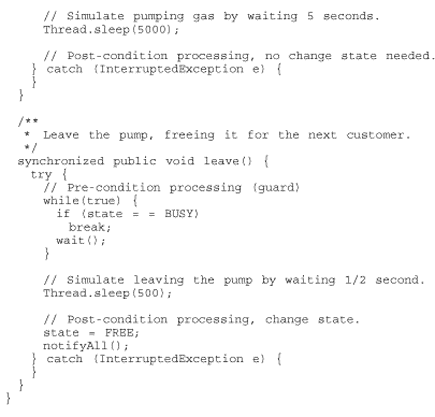 // Simulate pumping gas by waiting 5 seconds.
Thread.sleep(5000);
// Post-condition processing, no change state needed.
} catch (InterruptedException e) {
}
}
/**
* Leave the pump, freeing it for the next customer.
*/
synchronized public void leave() {
try {
// Pre-condition processing (guard)
while(true) {
if (state = = BUSY)
break;
wait();
}
// Simulate leaving the pump by waiting 1/2 second.
Thread.sleep(500);
// Post-condition processing, change state.
state = FREE;
notifyAll();
} catch (InterruptedException e) {
}
}
}